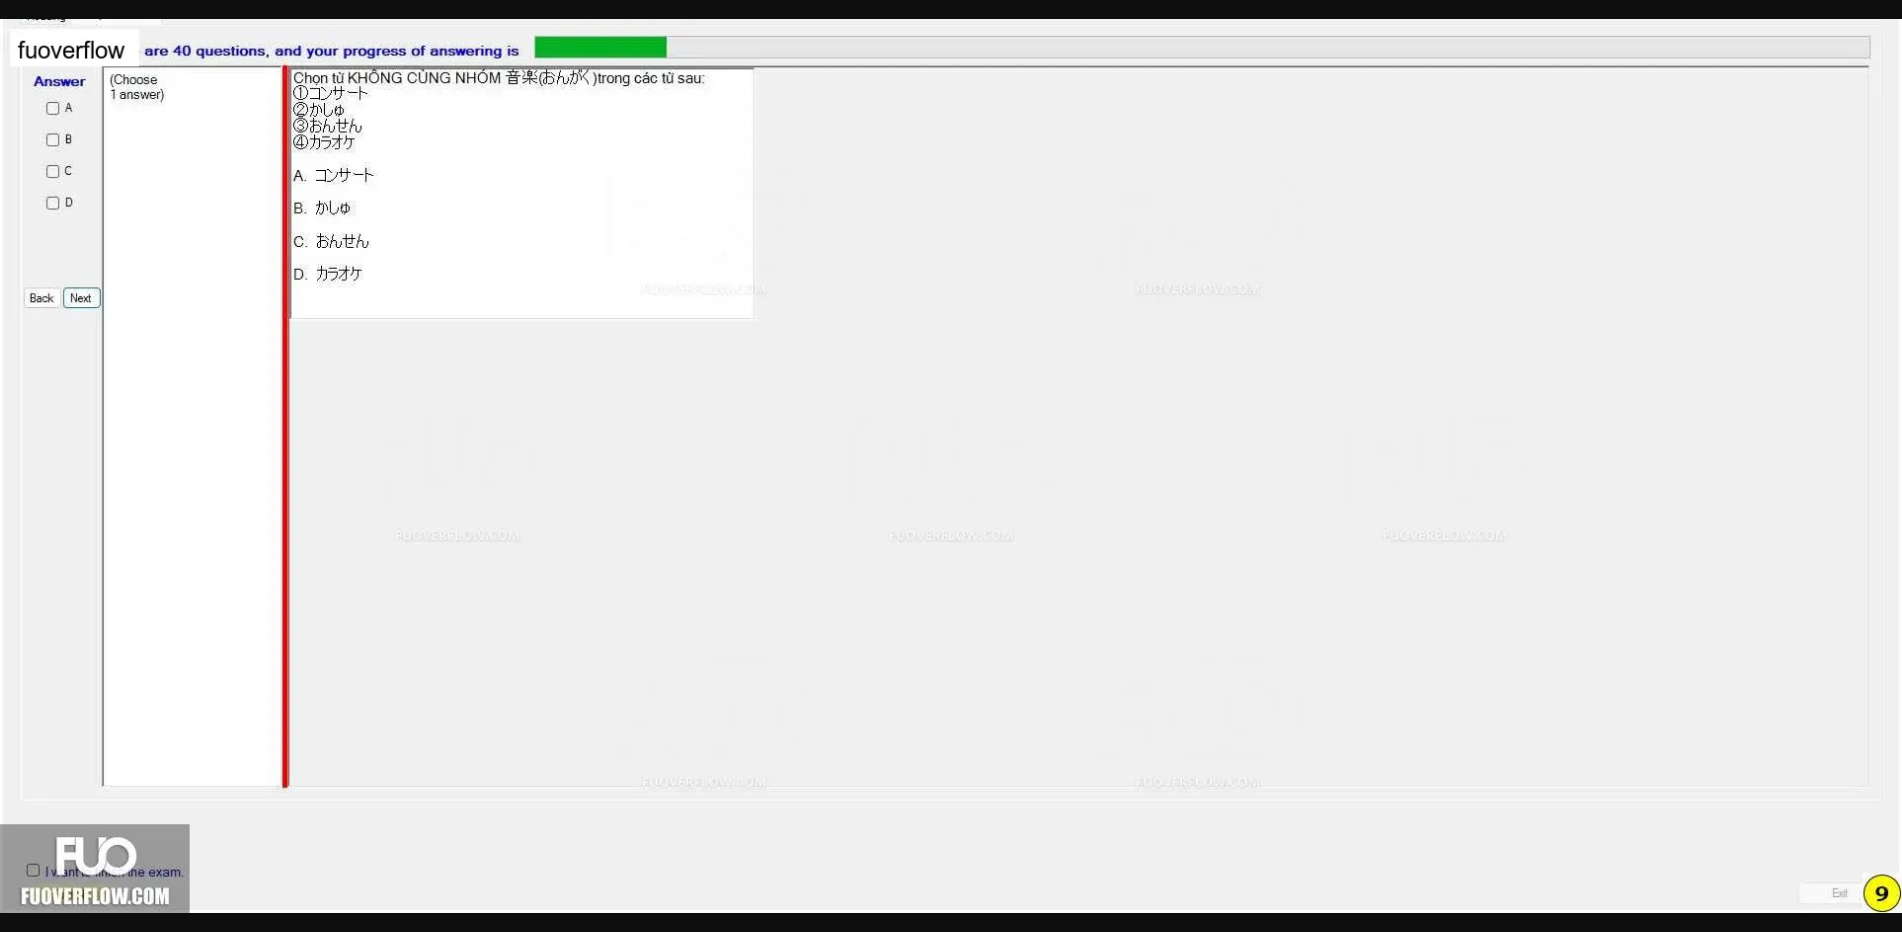 fuoverflow are 40 questions, and your progress of answering is
Answer
A
B
C
D
Back Next
(Choose
1 answer)
Chọn từ KHÔNG CÙNG NHÓM 音楽(おんがく)trong các từ sau:
①コンサート
②かしゅ
③おんせん
④カラオケ
A. コンサート
B. かしゅ
C. おんせん
D. カラオケ
FUOVERFLOW.COM
FUOVERFLOW.COM
FUOVERFLOW.COM
FUOVERFLOW.COM
FUOVERFLOW.COM
FUOVERFLOW.COM
FUOVERFLOW.COM
FUO
I want to finish the exam.
FUOVERFLOW.COM
Exit
9